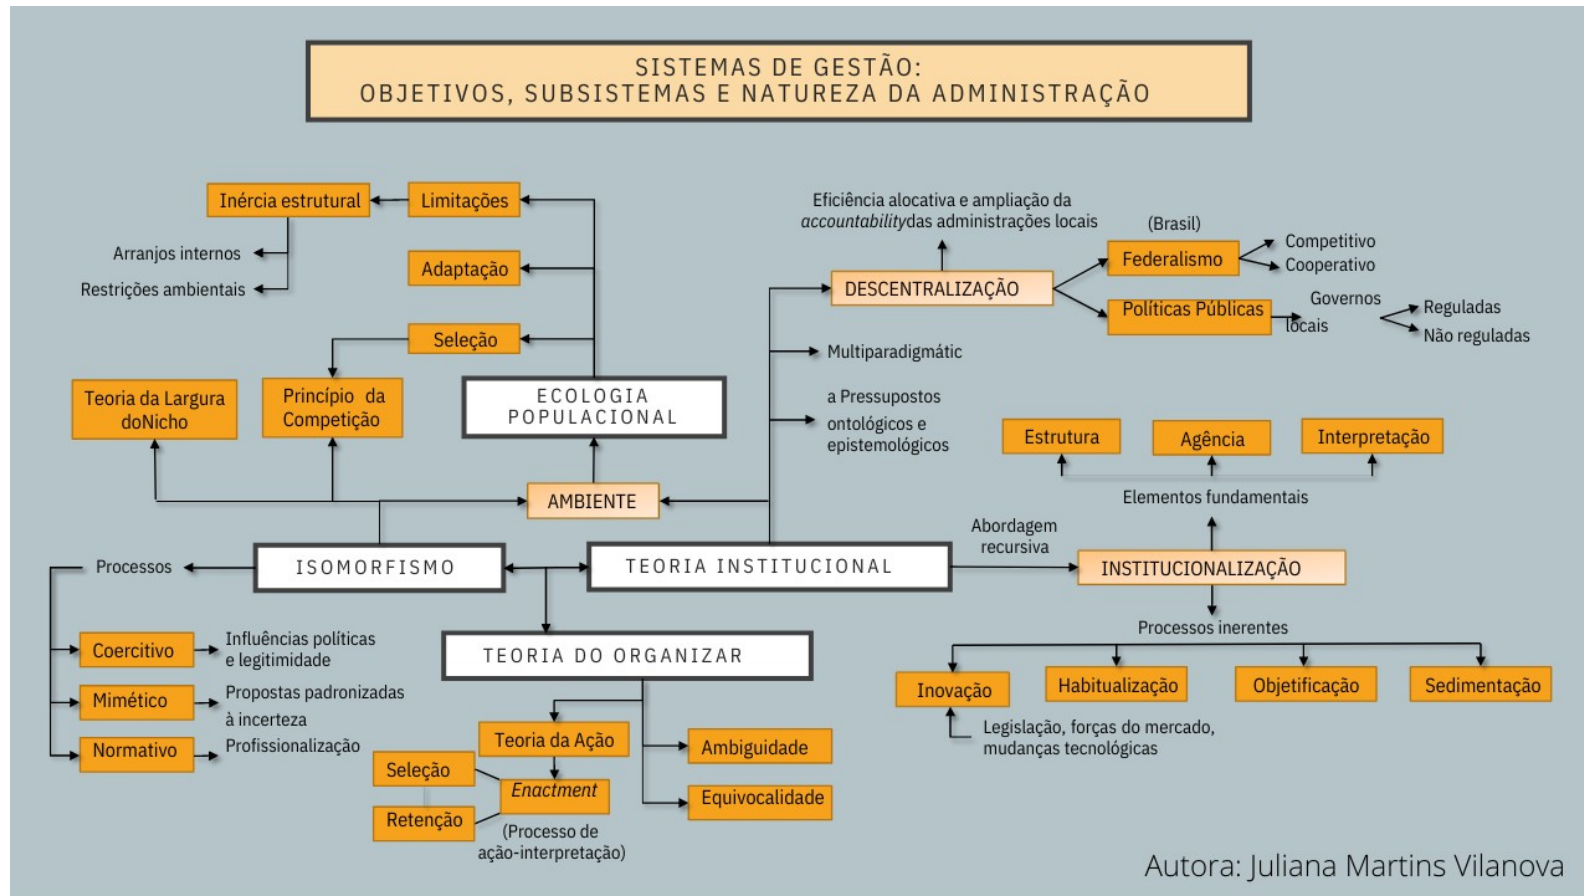 SISTEMAS DE GESTÃO:
OBJETIVOS, SUBSISTEMAS E NATUREZA DA ADMINISTRAÇÃO
Inércia estrutural
Limitações
Arranjos internos
Restrições ambientais
Adaptação
Seleção
Teoria da Largura
doNicho
Princípio da
Competição
ECOLOGIA
POPULACIONAL
AMBIENTE
Eficiência alocativa e ampliação da
accountabilitydas administrações locais
DESCENTRALIZAÇÃO
(Brasil)
Federalismo
Competitivo
Cooperativo
Políticas Públicas
Governos
locais
Reguladas
Não reguladas
Multiparadigmátic
a Pressupostos
ontológicos e
epistemológicos
Estrutura
Agência
Interpretação
Elementos fundamentais
Abordagem
recursiva
INSTITUCIONALIZAÇÃO
Processos inerentes
Inovação
Habitualização
Objetificação
Sedimentação
Legislação, forças do mercado,
mudanças tecnológicas
Processos
ISOMORFISMO
TEORIA INSTITUCIONAL
Coercitivo
Influências políticas
e legitimidade
Mimético
Propostas padronizadas
à incerteza
Normativo
Profissionalização
TEORIA DO ORGANIZAR
Teoria da Ação
Ambiguidade
Seleção
Enactment
Equivocalidade
Retenção
(Processo de
ação-interpretação)
Autora: Juliana Martins Vilanova